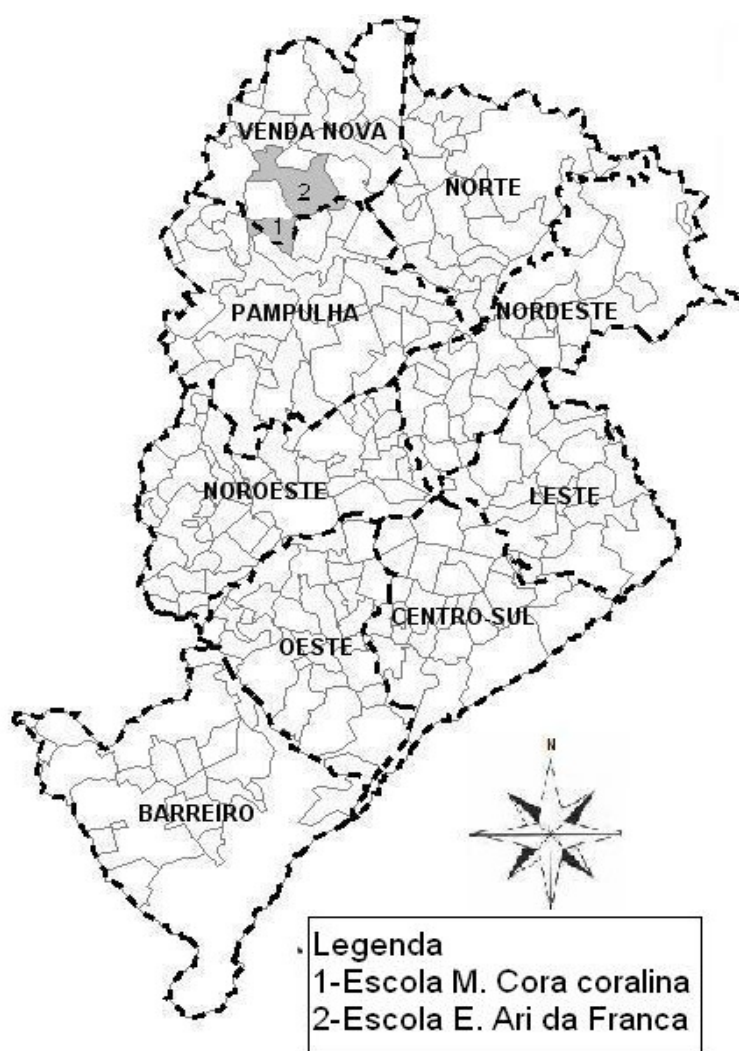 VENDA NOVA
NORTE
2
1
PAMPULHA
NORDESTE
NOROESTE
LESTE
CENTRO-SUL
OESTE
N
BARREIRO
Legenda
1-Escola M. Cora coralina
2-Escola E. Ari da Franca